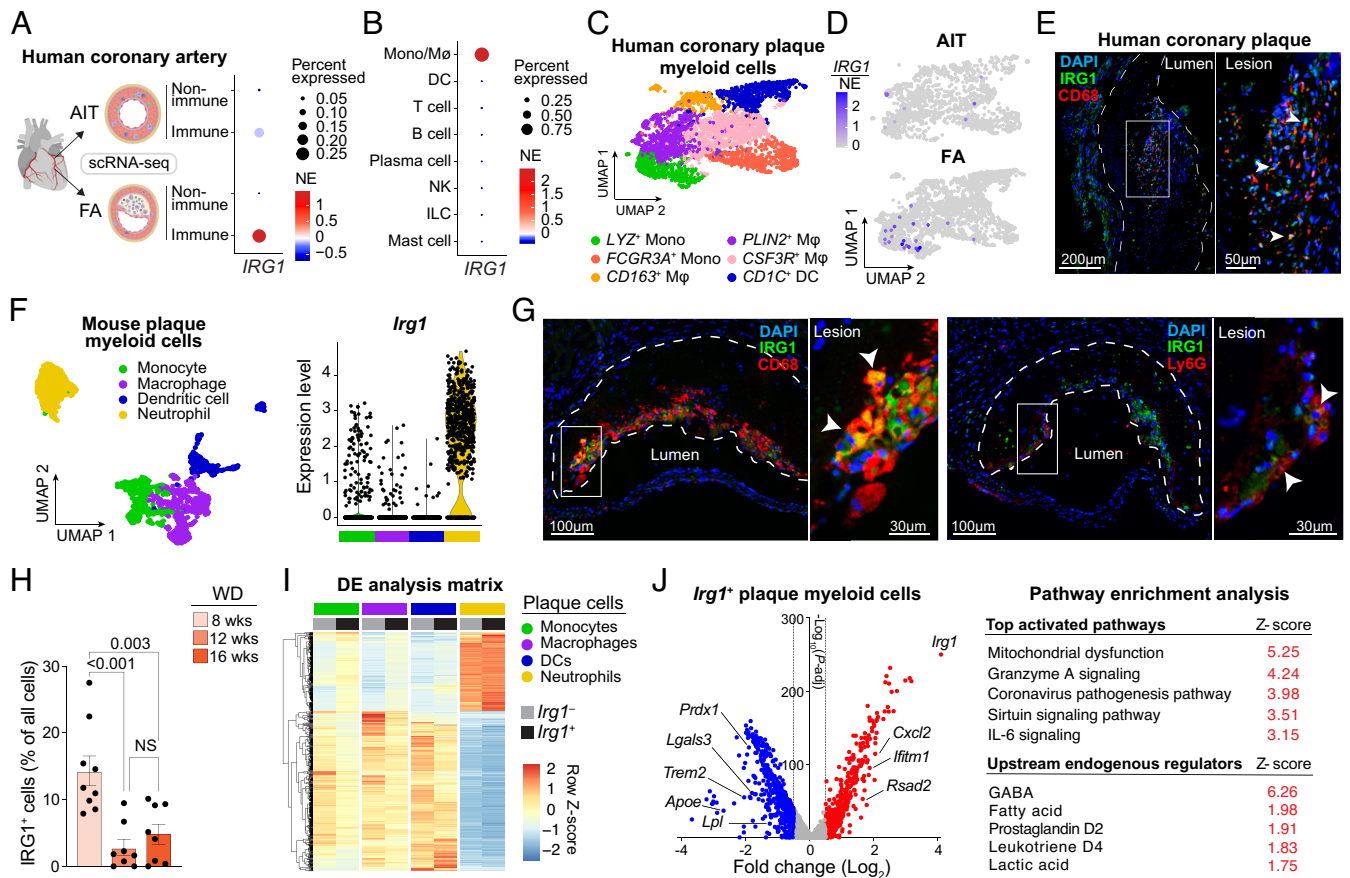 A
Human coronary artery
AIT
scRNA-seq
FA
Non-
immune
Immune
Non-
immune
Immune
IRG1
Percent
expressed
0.05
0.10
0.15
0.20
0.25
NE
1
0
−0.5
B
Mono/Mø
DC
T cell
B cell
Plasma cell
NK
ILC
Mast cell
IRG1
Percent
expressed
0.25
0.50
0.75
NE
2
1
0
C
Human coronary plaque
myeloid cells
UMAP 1
UMAP 2
LYZ+ Mono
FCGR3A+ Mono
CD163+ Mφ
PLIN2+ Mφ
CSF3R+ Mφ
CD1C+ DC
D
AIT
IRG1
NE
2
1
0
FA
UMAP 1
UMAP 2
E
Human coronary plaque
DAPI
IRG1
CD68
Lumen
200µm
Lesion
50µm
F
Mouse plaque
myeloid cells
Monocyte
Macrophage
Dendritic cell
Neutrophil
UMAP 2
UMAP 1
Irg1
Expression level
4
3
2
1
0
G
DAPI
IRG1
CD68
Lumen
100µm
Lesion
30µm
DAPI
IRG1
Ly6G
Lumen
100µm
Lesion
30µm
H
WD
8 wks
12 wks
16 wks
0.003
<0.001
NS
IRG1+ cells (% of all cells)
30
20
10
0
I
DE analysis matrix
Plaque cells
Monocytes
Macrophages
DCs
Neutrophils
Irg1−
Irg1+
2
1
0
−1
−2
Row Z-score
J
Irg1+ plaque myeloid cells
300
200
100
-Log10(P-adj)
Irg1
Prdx1
Lgals3
Trem2
Apoe
Lpl
Cxcl2
Ifitm1
Rsad2
-4
-2
0
2
4
Fold change (Log2)
Pathway enrichment analysis
Top activated pathways Z-score
Mitochondrial dysfunction 5.25
Granzyme A signaling 4.24
Coronavirus pathogenesis pathway 3.98
Sirtuin signaling pathway 3.51
IL-6 signaling 3.15
Upstream endogenous regulators Z-score
GABA 6.26
Fatty acid 1.98
Prostaglandin D2 1.91
Leukotriene D4 1.83
Lactic acid 1.75